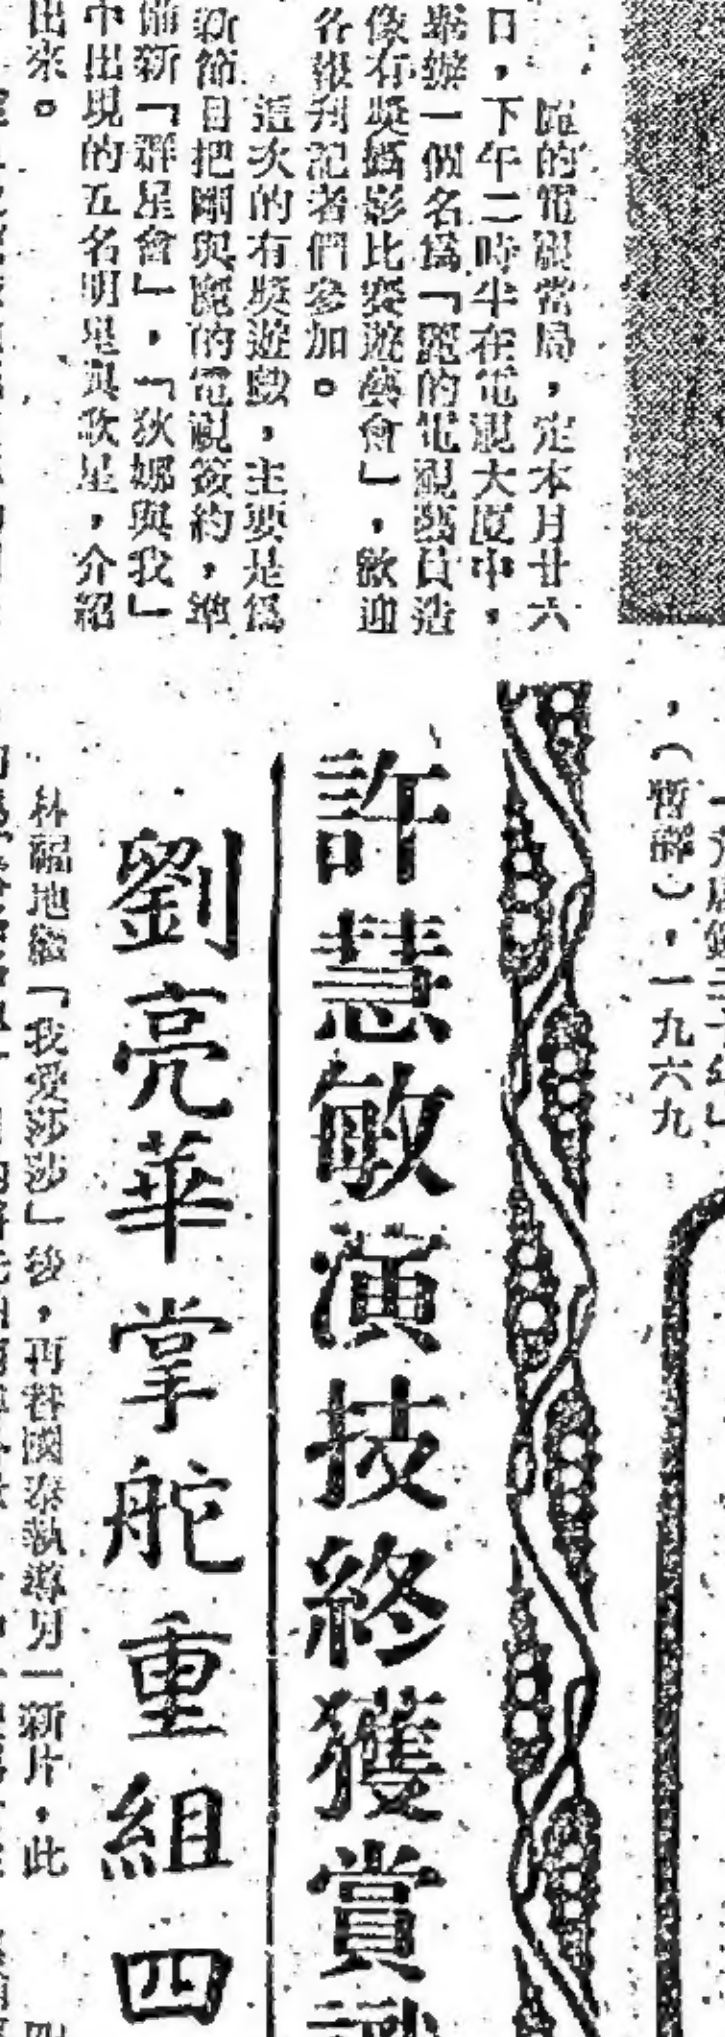 麗的電視當局，定本月廿六
日，下午二時半在電視大廈中，
舉辦一個名為「麗的電視藝員造
像有獎攝影比賽遊藝會」，歡迎
各報刊記者們參加。
這次的有獎遊戲，主要是為
新節目把剛與麗的電視簽約，準
備新「群星會」，「狄娜與我」
中出現的五名明星與歌星，介紹
出來。
，（暫譯），一九六九
許慧敏演技終獲賞識
劉亮華掌舵重組四
林福地繼「我愛莎莎」後，再替國泰執導另一新片，此